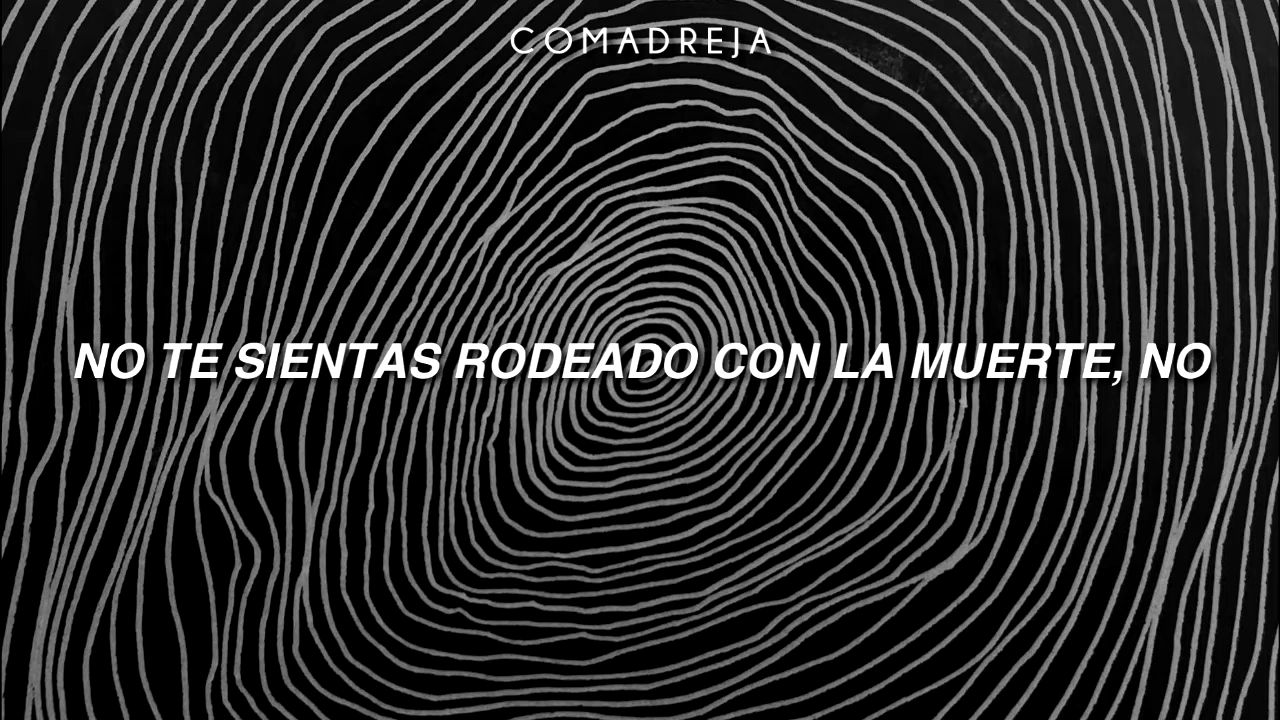 COMADREJA
NO TE SIENTAS RODEADO CON LA MUERTE, NO